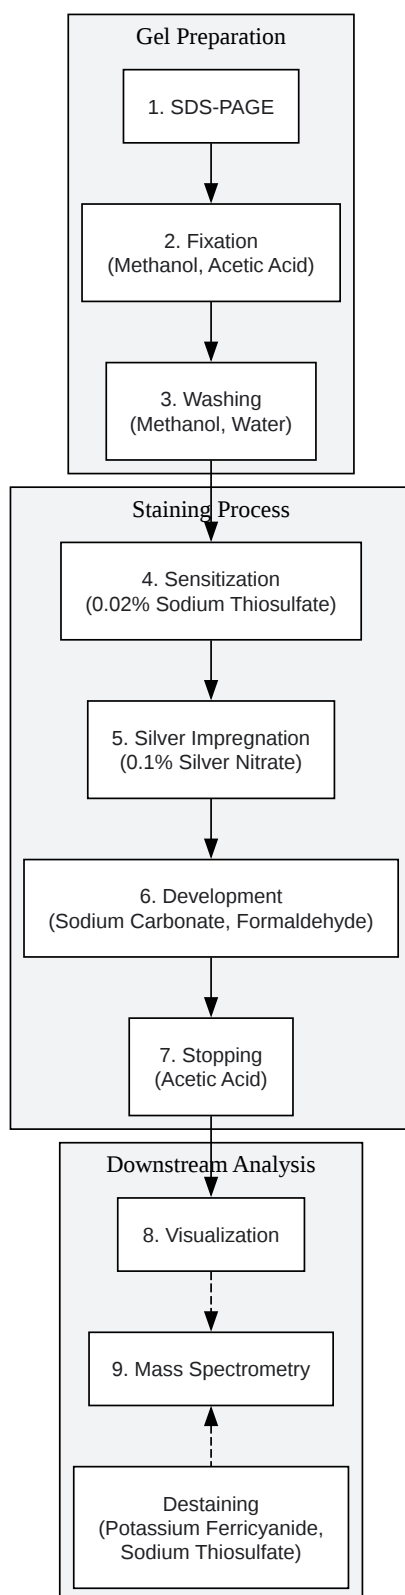 Gel Preparation
1. SDS-PAGE
2. Fixation
(Methanol, Acetic Acid)
3. Washing
(Methanol, Water)
Staining Process
4. Sensitization
(0.02% Sodium Thiosulfate)
5. Silver Impregnation
(0.1% Silver Nitrate)
6. Development
(Sodium Carbonate, Formaldehyde)
7. Stopping
(Acetic Acid)
Downstream Analysis
8. Visualization
9. Mass Spectrometry
Destaining
(Potassium Ferricyanide,
Sodium Thiosulfate)